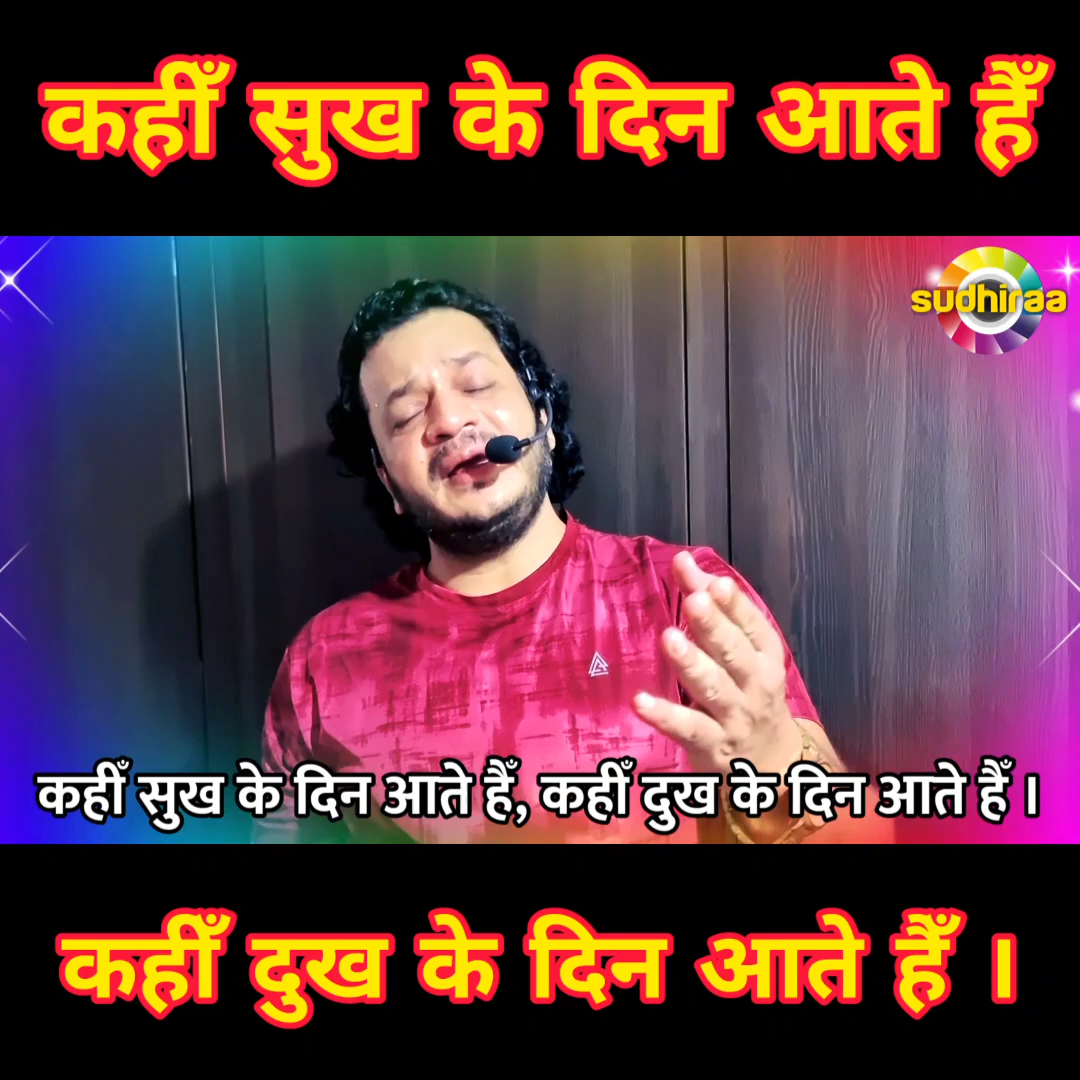 कहीँ सुख के दिन आते हैँ
sudhiraa
कहीँ सुख के दिन आते हैँ, कहीँ दुख के दिन आते हैँ ।
कहीँ दुख के दिन आते हैँ ।